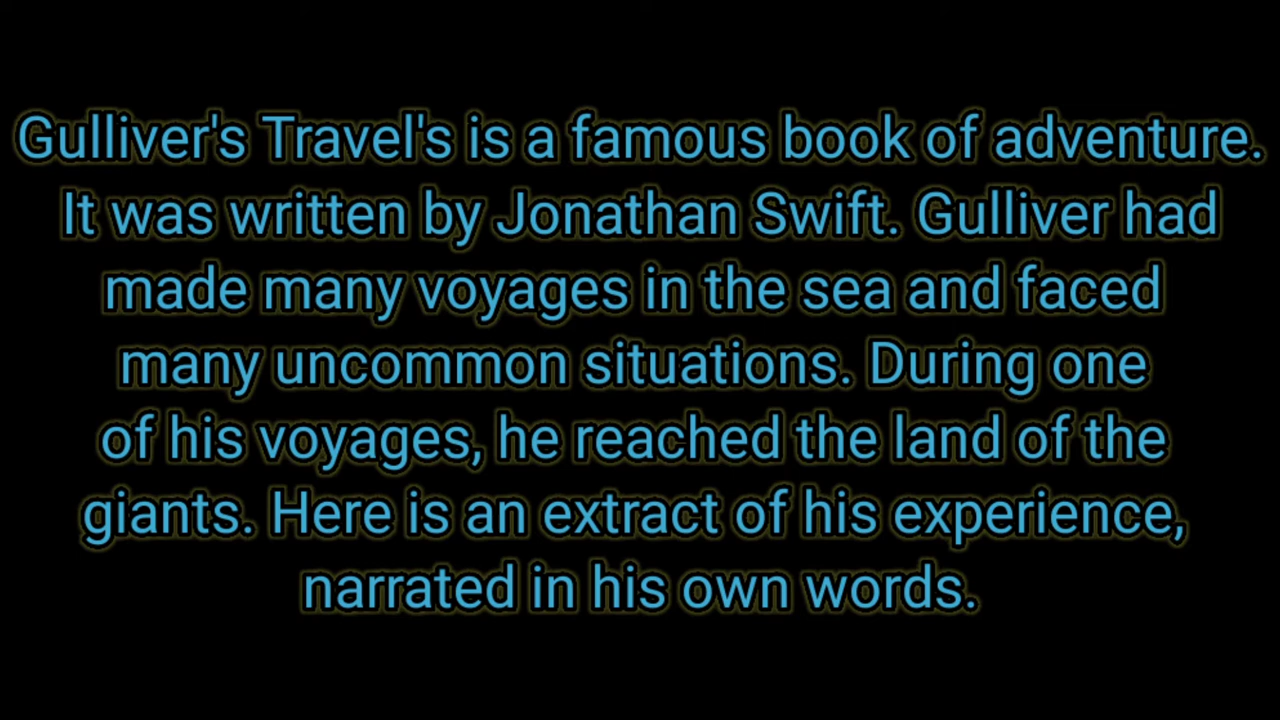 Gulliver's Travel's is a famous book of adventure.
It was written by Jonathan Swift. Gulliver had
made many voyages in the sea and faced
many uncommon situations. During one
of his voyages, he reached the land of the
giants. Here is an extract of his experience,
narrated in his own words.